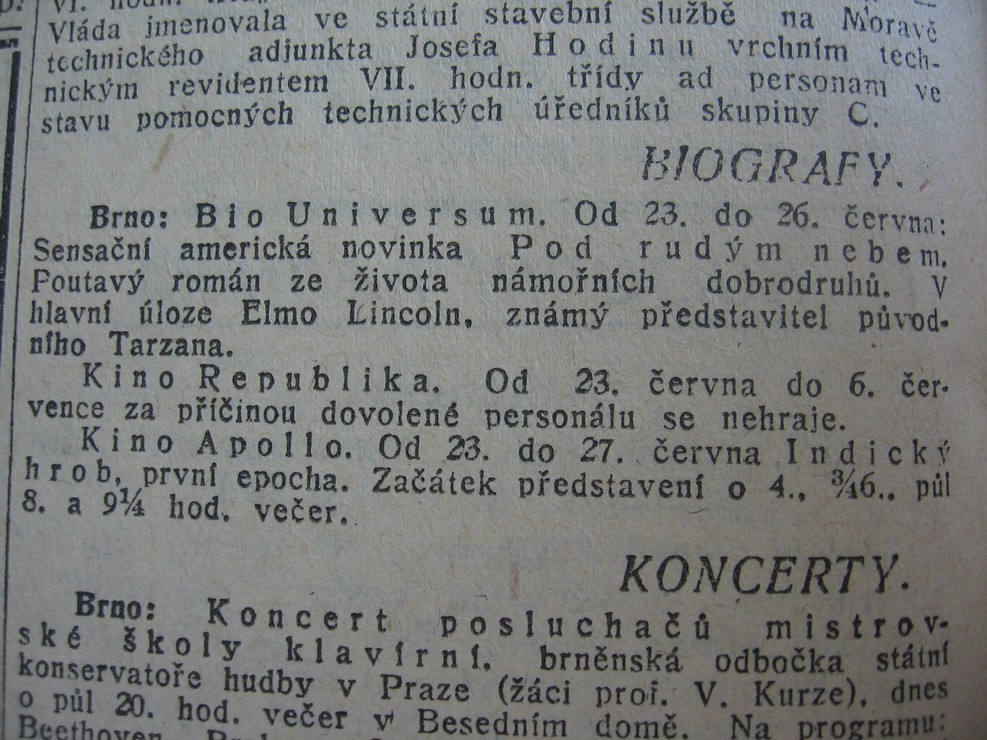 VI. hodn.
Vláda jmenovala ve státní stavební službě na Moravě
technického adjunkta Josefa Hodinu vrchním tech-
nickým revidentem VII. hodn. třídy ad personam ve
stavu pomocných technických úředníků skupiny C.
BIOGRAFY.
Brno: Bio Universum. Od 23. do 26. června:
Sensační americká novinka Pod rudým nebem.
Poutavý román ze života námořních dobrodruhů. V
hlavní úloze Elmo Lincoln, známý představitel původ-
ního Tarzana.
Kino Republika. Od 23. června do 6. čer-
vence za příčinou dovolené personálu se nehraje.
Kino Apollo. Od 23. do 27. června Indický
hrob, první epocha. Začátek představení o 4., ¾6., půl
8. a 9¼ hod. večer.
KONCERTY.
Brno: Koncert posluchačů mistrov-
ské školy klavírní, brněnská odbočka státní
konservatoře hudby v Praze (žáci prof. V. Kurze), dnes
o půl 20. hod. večer v Besedním domě. Na programu:
Beethoven,